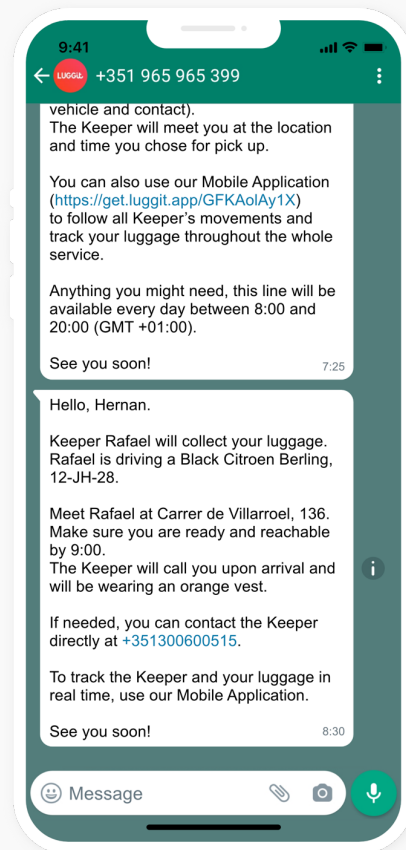 9:41
LUGGit
+351 965 965 399
vehicle and contact).
The Keeper will meet you at the location
and time you chose for pick up.
You can also use our Mobile Application
(https://get.luggit.app/GFKAolAy1X)
to follow all Keeper's movements and
track your luggage throughout the whole
service.
Anything you might need, this line will be
available every day between 8:00 and
20:00 (GMT +01:00).
See you soon!
7:25
Hello, Hernan.
Keeper Rafael will collect your luggage.
Rafael is driving a Black Citroen Berling,
12-JH-28.
Meet Rafael at Carrer de Villarroel, 136.
Make sure you are ready and reachable
by 9:00.
The Keeper will call you upon arrival and
will be wearing an orange vest.
If needed, you can contact the Keeper
directly at +351300600515.
To track the Keeper and your luggage in
real time, use our Mobile Application.
See you soon!
8:30
Message